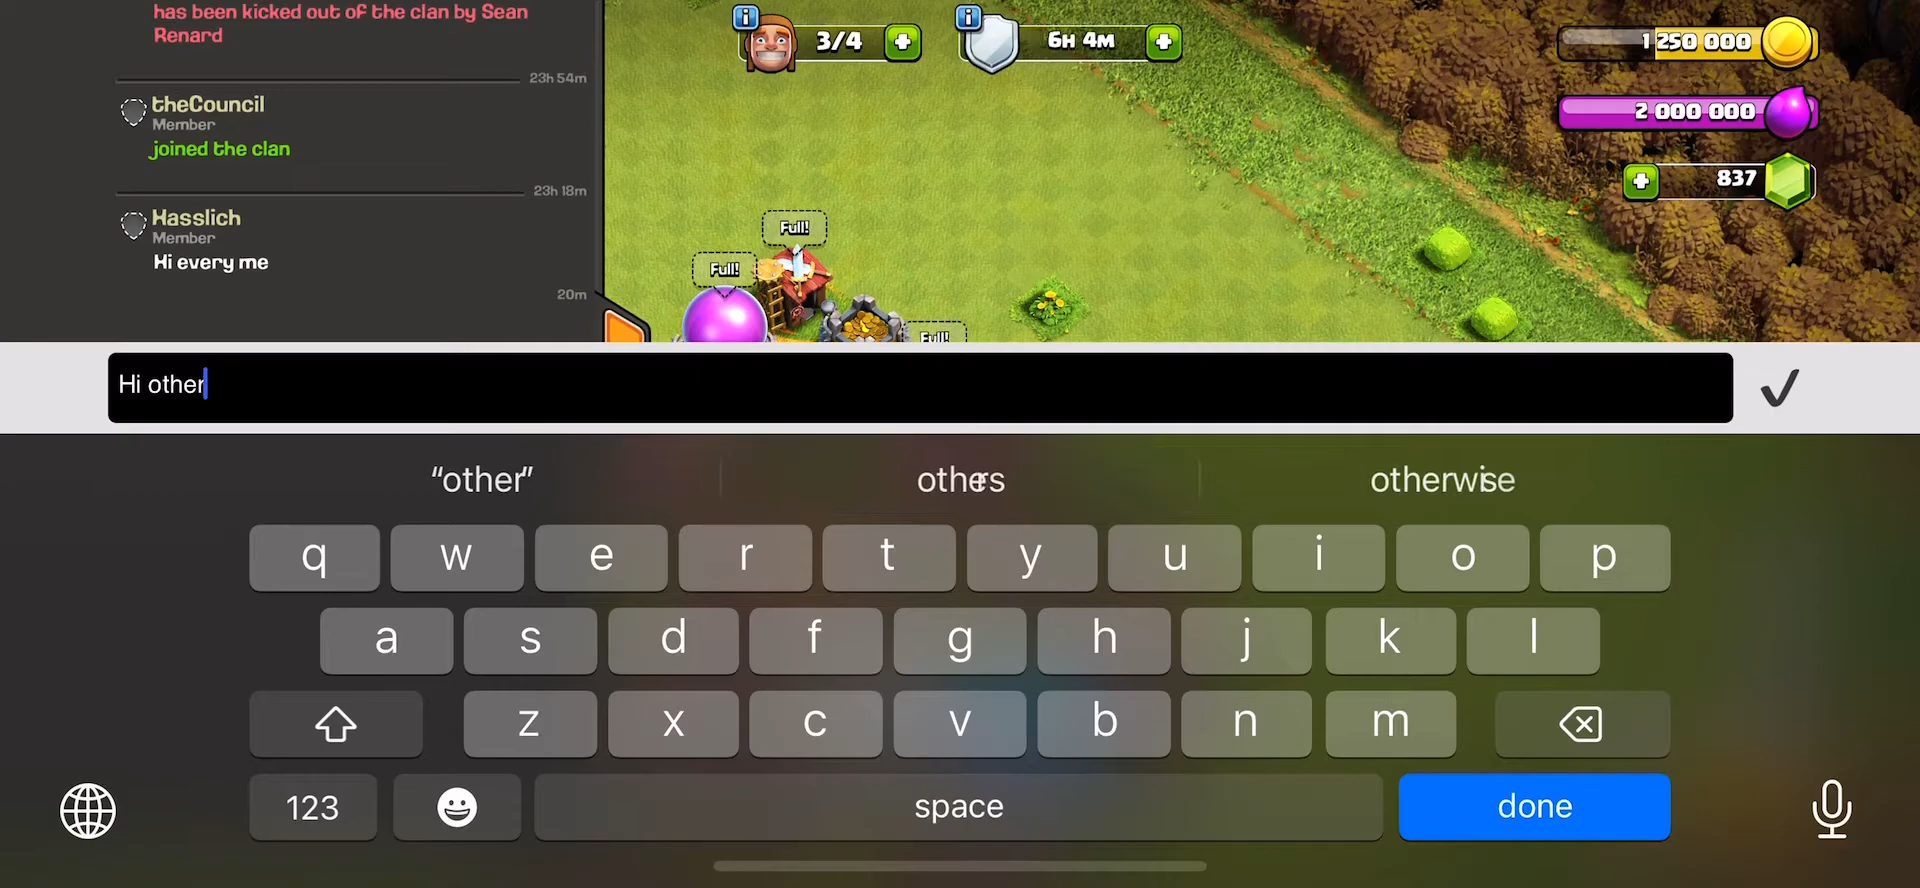 has been kicked out of the clan by Sean
Renard
23h 54m
theCouncil
Member
joined the clan
23h 18m
Hasslich
Member
Hi every me
20m
3/4
6H 4M
1 250 000
2 000 000
837
Full!
Full!
Full!
Hi other
“other”
others
otherwise
q w e r t y u i o p
a s d f g h j k l
z x c v b n m
123
space
done